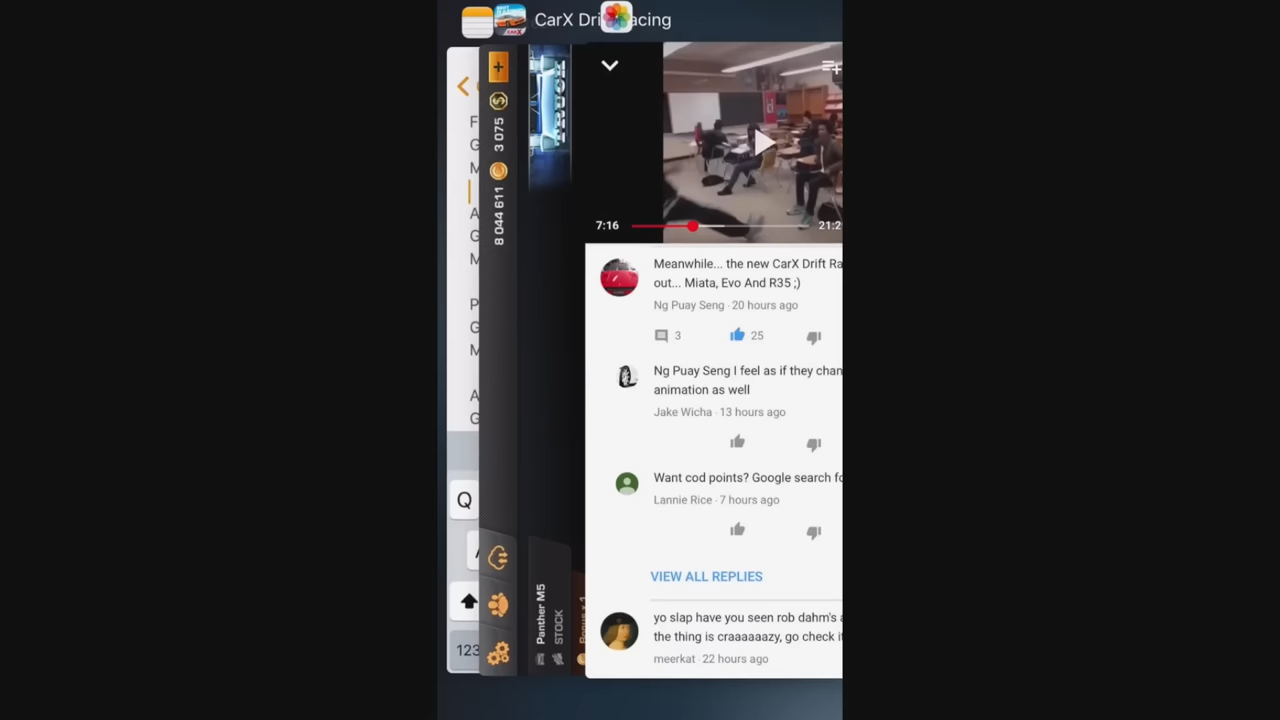 CarX Drift Racing
F
G
M
A
G
M
P
G
M
A
G
Q
123
3 075
8 044 611
Panther M5
STOCK
Bonus x 1
7:16
21:2
Meanwhile... the new CarX Drift Ra
out... Miata, Evo And R35 ;)
Ng Puay Seng · 20 hours ago
3
25
Ng Puay Seng I feel as if they chan
animation as well
Jake Wicha · 13 hours ago
Want cod points? Google search fo
Lannie Rice · 7 hours ago
VIEW ALL REPLIES
yo slap have you seen rob dahm's a
the thing is craaaaaazy, go check it
meerkat · 22 hours ago